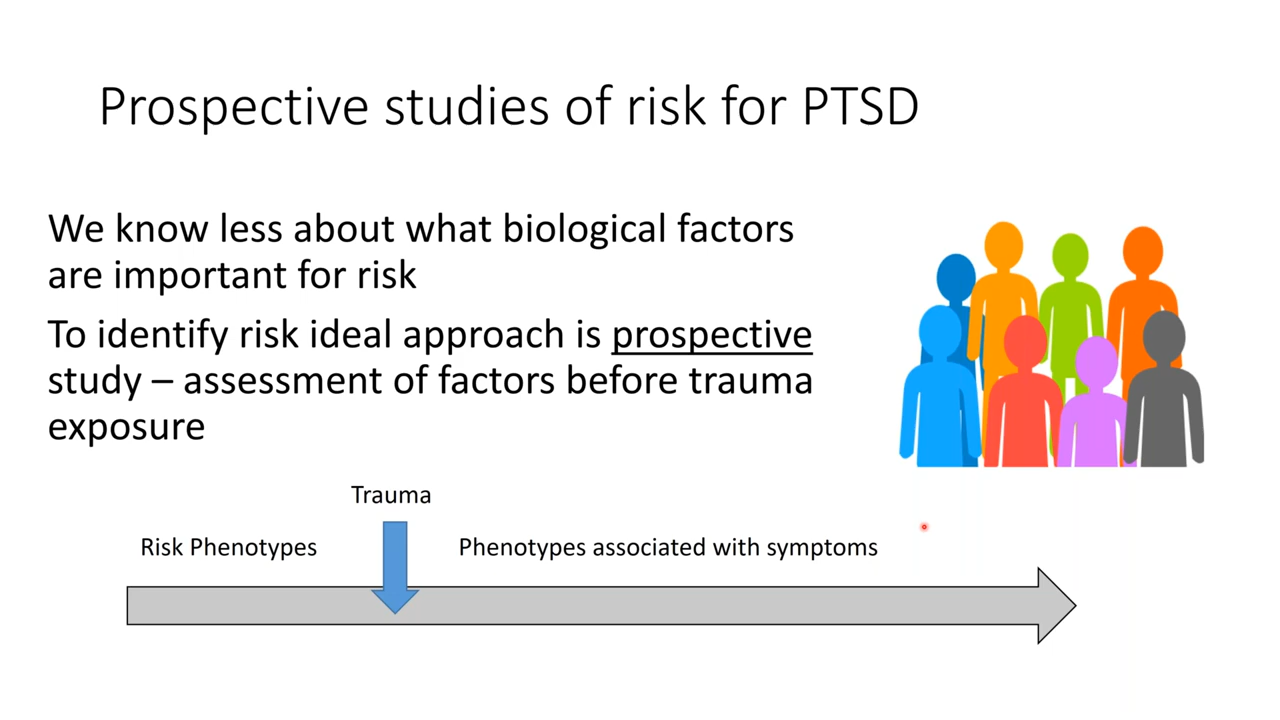 Prospective studies of risk for PTSD
We know less about what biological factors
are important for risk
To identify risk ideal approach is prospective
study – assessment of factors before trauma
exposure
Trauma
Risk Phenotypes
Phenotypes associated with symptoms